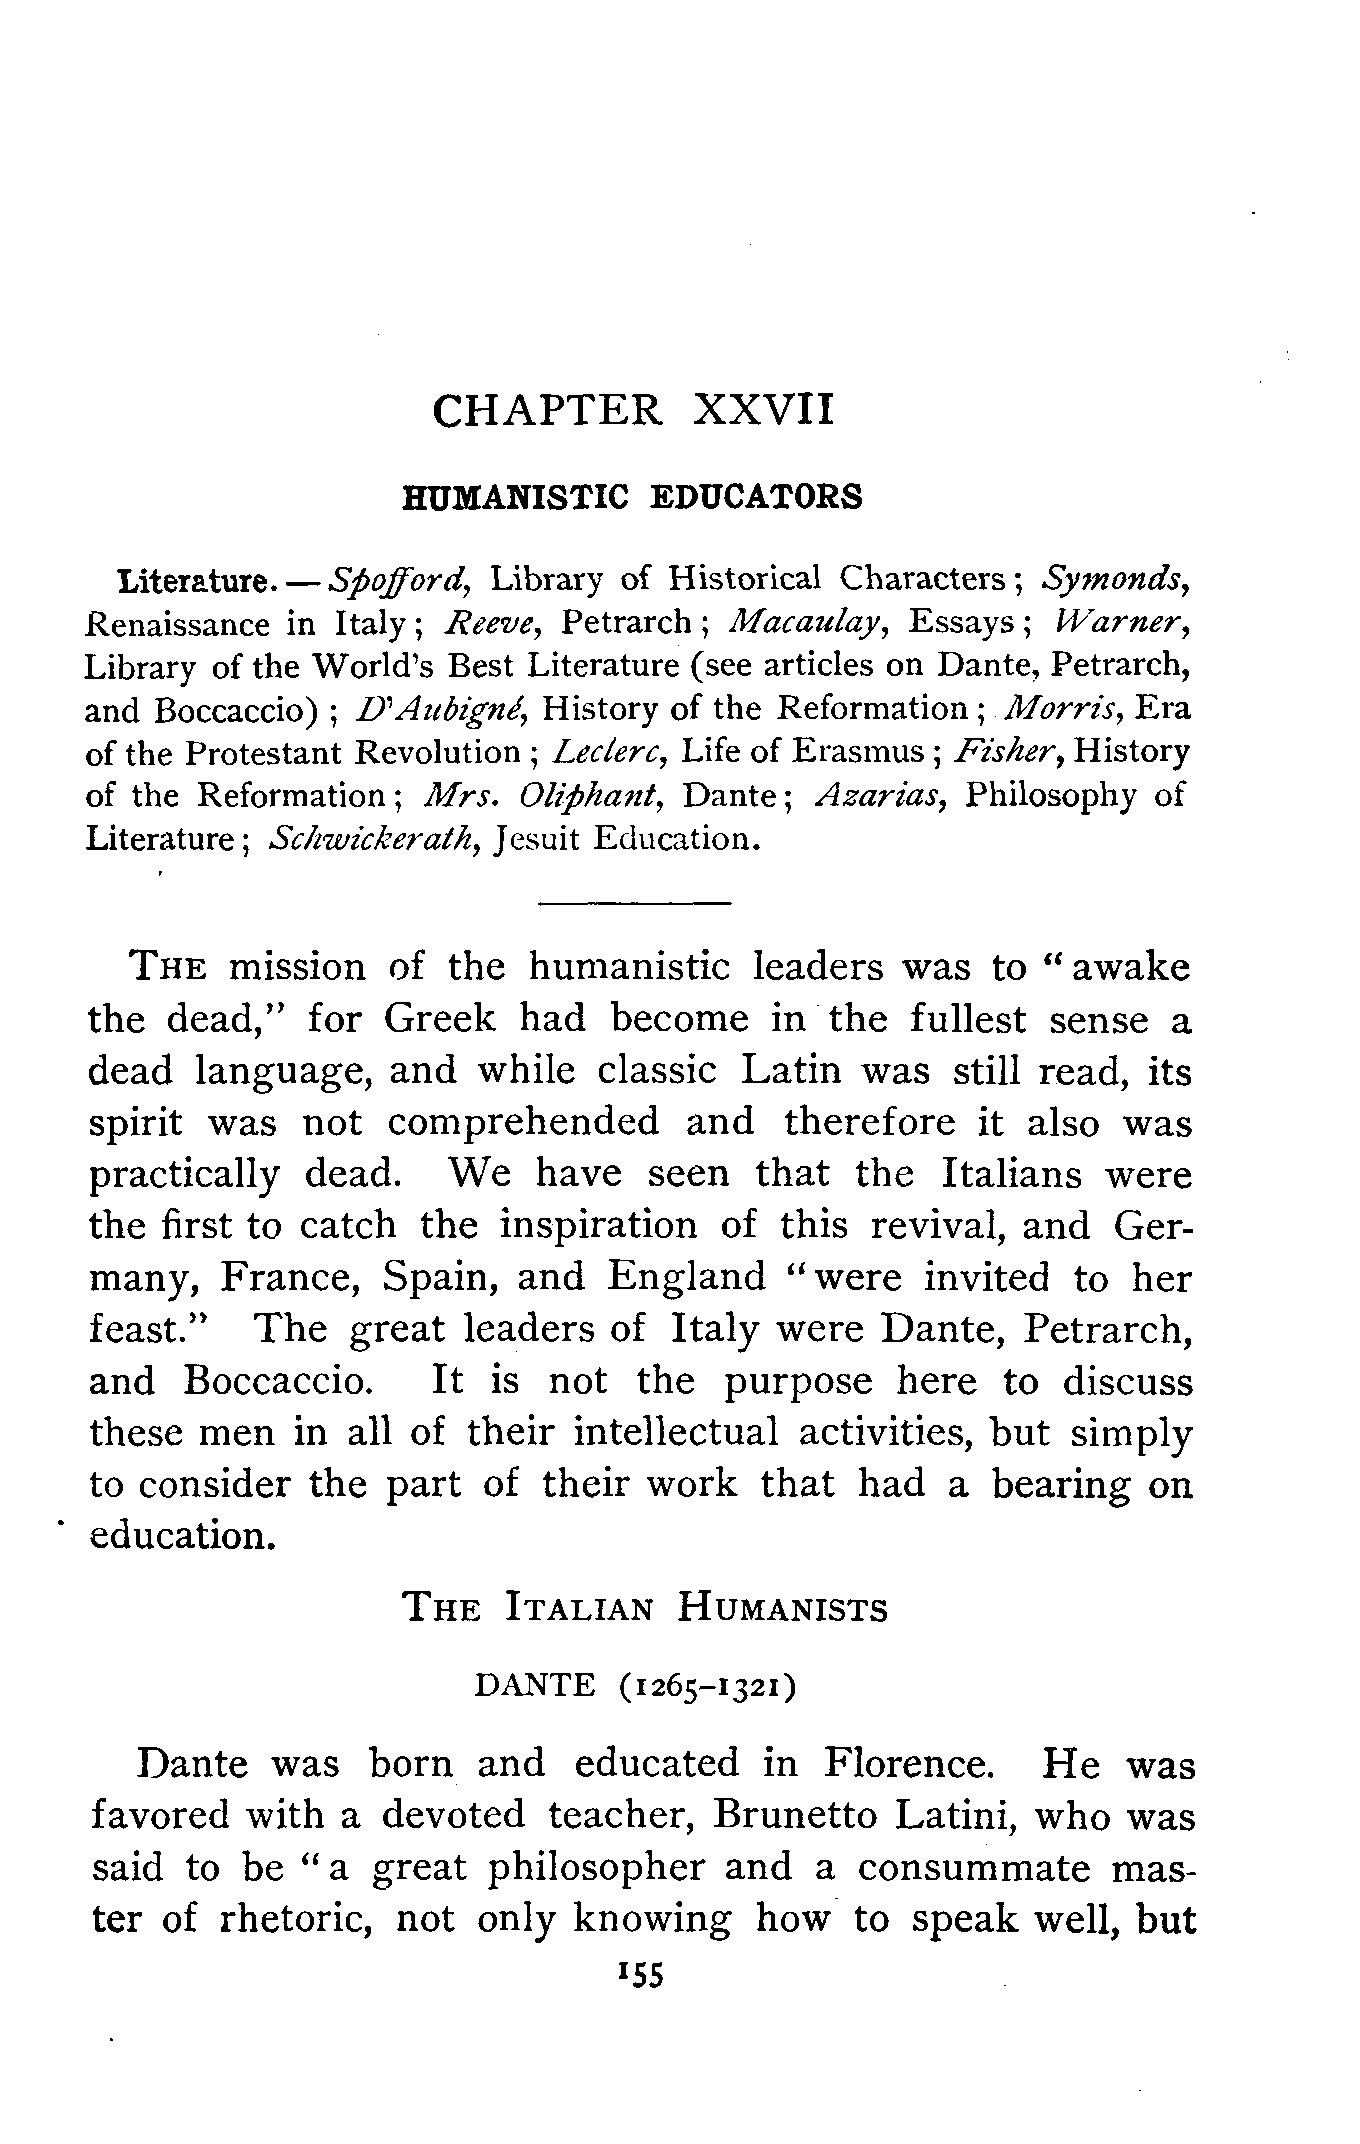 CHAPTER XXVII
HUMANISTIC EDUCATORS
Literature. — Spofford, Library of Historical Characters; Symonds,
Renaissance in Italy; Reeve, Petrarch; Macaulay, Essays; Warner,
Library of the World's Best Literature (see articles on Dante, Petrarch,
and Boccaccio); D'Aubigné, History of the Reformation; Morris, Era
of the Protestant Revolution; Leclerc, Life of Erasmus; Fisher, History
of the Reformation; Mrs. Oliphant, Dante; Azarias, Philosophy of
Literature; Schwickerath, Jesuit Education.
THE mission of the humanistic leaders was to "awake
the dead," for Greek had become in the fullest sense a
dead language, and while classic Latin was still read, its
spirit was not comprehended and therefore it also was
practically dead. We have seen that the Italians were
the first to catch the inspiration of this revival, and Ger-
many, France, Spain, and England "were invited to her
feast." The great leaders of Italy were Dante, Petrarch,
and Boccaccio. It is not the purpose here to discuss
these men in all of their intellectual activities, but simply
to consider the part of their work that had a bearing on
education.
THE ITALIAN HUMANISTS
DANTE (1265–1321)
Dante was born and educated in Florence. He was
favored with a devoted teacher, Brunetto Latini, who was
said to be "a great philosopher and a consummate mas-
ter of rhetoric, not only knowing how to speak well, but
155